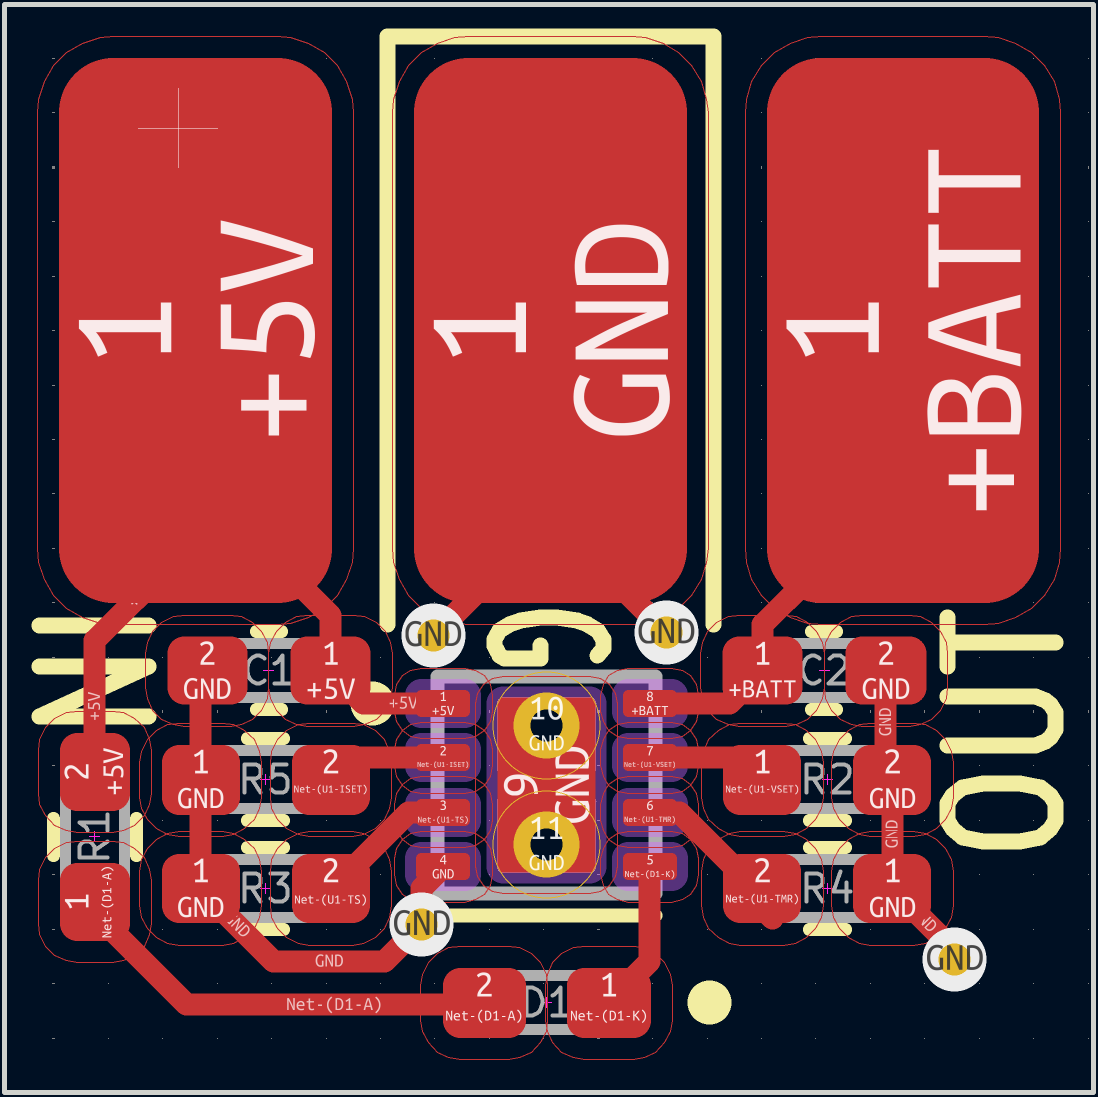 1
+5V
1
GND
1
+BATT
GND
GND
IN
G
OUT
2
GND
C1
1
+5V
1
+BATT
C2
2
GND
+5V
+5V
1
+5V
8
+BATT
10
GND
GND
2
+5V
1
GND
R5
2
Net-(U1-ISET)
2
Net-(U1-ISET)
9
GND
7
Net-(U1-VSET)
1
Net-(U1-VSET)
R2
2
GND
R1
3
Net-(U1-TS)
11
GND
6
Net-(U1-TMR)
GND
1
Net-(D1-A)
1
GND
R3
2
Net-(U1-TS)
4
GND
5
Net-(D1-K)
2
Net-(U1-TMR)
R4
1
GND
GND
GND
GND
GND
GND
Net-(D1-A)
2
Net-(D1-A)
D1
1
Net-(D1-K)